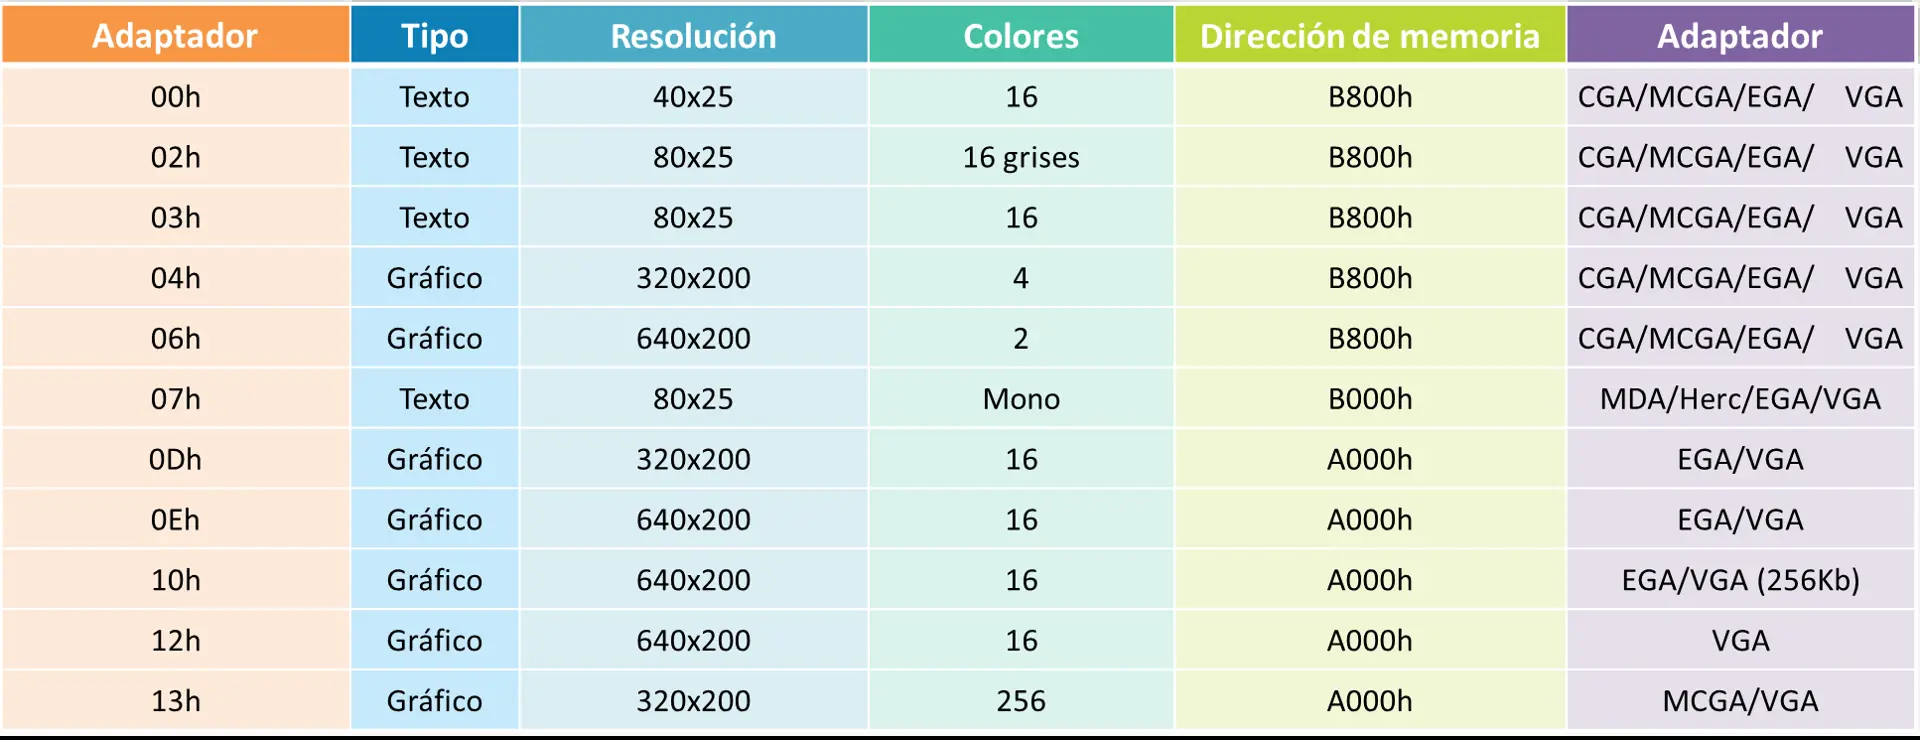 Adaptador Tipo Resolución Colores Dirección de memoria Adaptador
00h Texto 40x25 16 B800h CGA/MCGA/EGA/ VGA
02h Texto 80x25 16 grises B800h CGA/MCGA/EGA/ VGA
03h Texto 80x25 16 B800h CGA/MCGA/EGA/ VGA
04h Gráfico 320x200 4 B800h CGA/MCGA/EGA/ VGA
06h Gráfico 640x200 2 B800h CGA/MCGA/EGA/ VGA
07h Texto 80x25 Mono B000h MDA/Herc/EGA/VGA
0Dh Gráfico 320x200 16 A000h EGA/VGA
0Eh Gráfico 640x200 16 A000h EGA/VGA
10h Gráfico 640x200 16 A000h EGA/VGA (256Kb)
12h Gráfico 640x200 16 A000h VGA
13h Gráfico 320x200 256 A000h MCGA/VGA